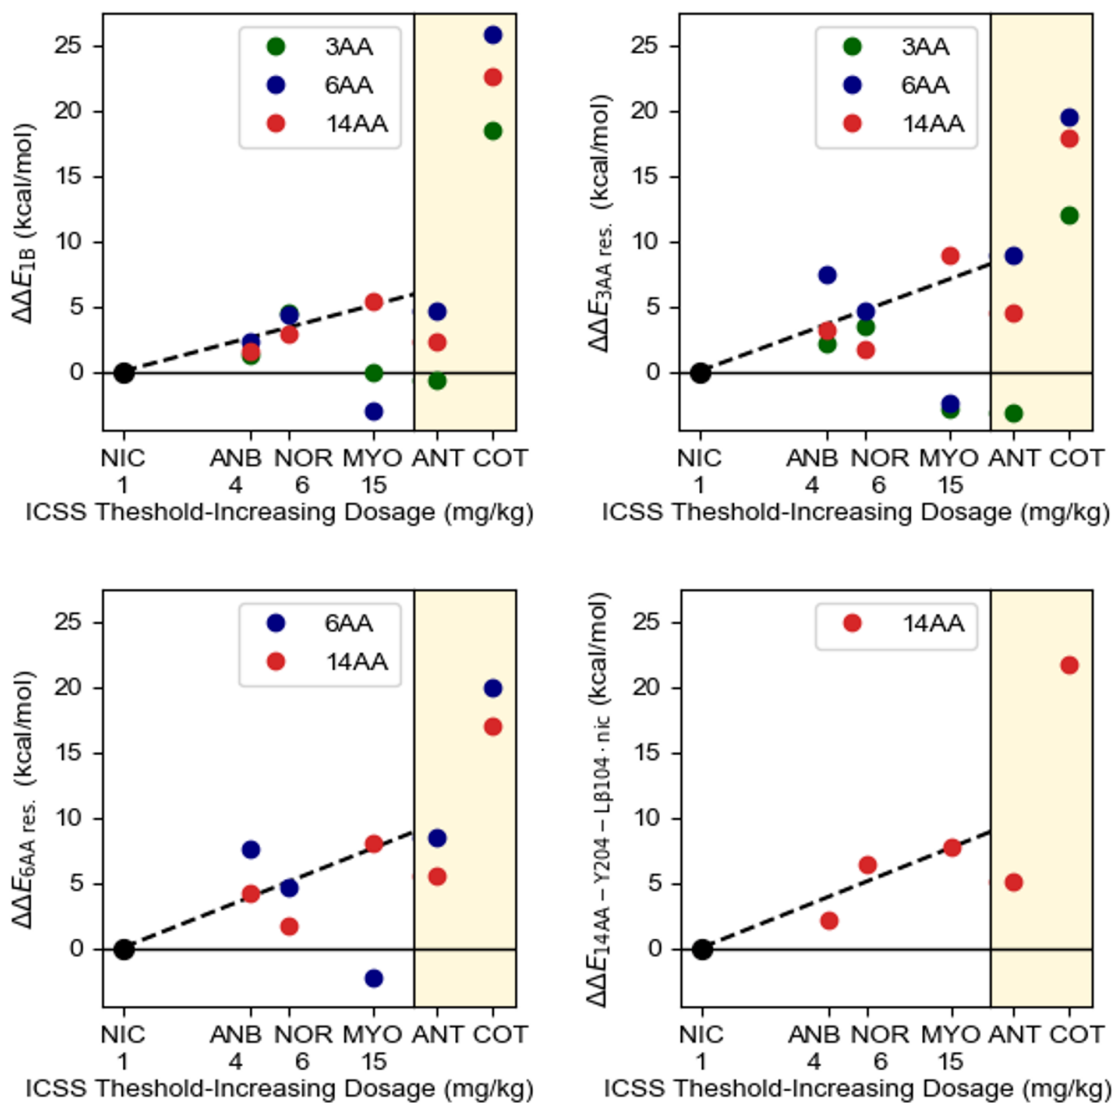 25
20
15
10
5
0
ΔΔE1B (kcal/mol)
3AA
6AA
14AA
NIC ANB NOR MYO ANT COT
1 4 6 15
ICSS Theshold-Increasing Dosage (mg/kg)
25
20
15
10
5
0
ΔΔE3AA res. (kcal/mol)
3AA
6AA
14AA
NIC ANB NOR MYO ANT COT
1 4 6 15
ICSS Theshold-Increasing Dosage (mg/kg)
25
20
15
10
5
0
ΔΔE6AA res. (kcal/mol)
6AA
14AA
NIC ANB NOR MYO ANT COT
1 4 6 15
ICSS Theshold-Increasing Dosage (mg/kg)
25
20
15
10
5
0
ΔΔE14AA − Y204 − Lβ104 · nic (kcal/mol)
14AA
NIC ANB NOR MYO ANT COT
1 4 6 15
ICSS Theshold-Increasing Dosage (mg/kg)